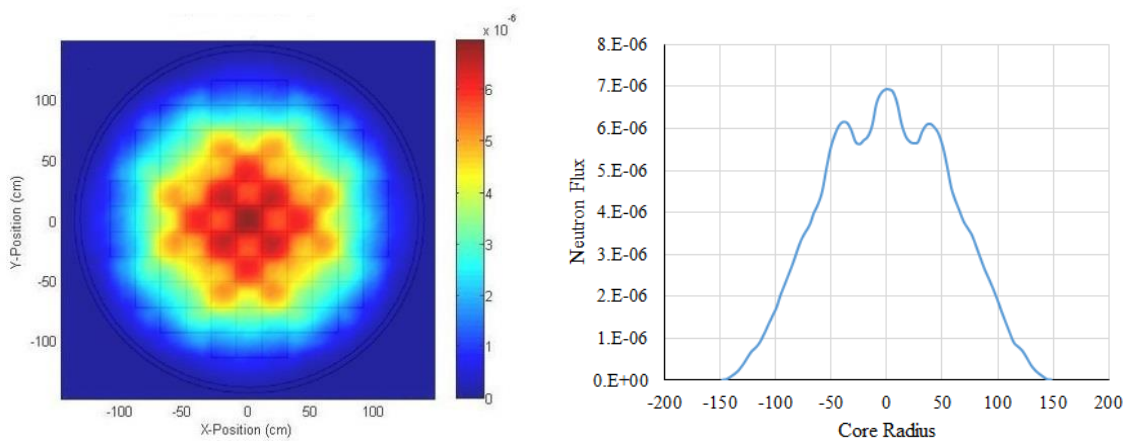 x 10
-6
100
50
0
-50
-100
Y-Position (cm)
-100
-50
0
50
100
X-Position (cm)
6
5
4
3
2
1
0
8.E-06
7.E-06
6.E-06
5.E-06
4.E-06
3.E-06
2.E-06
1.E-06
0.E+00
Neutron Flux
-200 -150 -100 -50 0 50 100 150 200
Core Radius